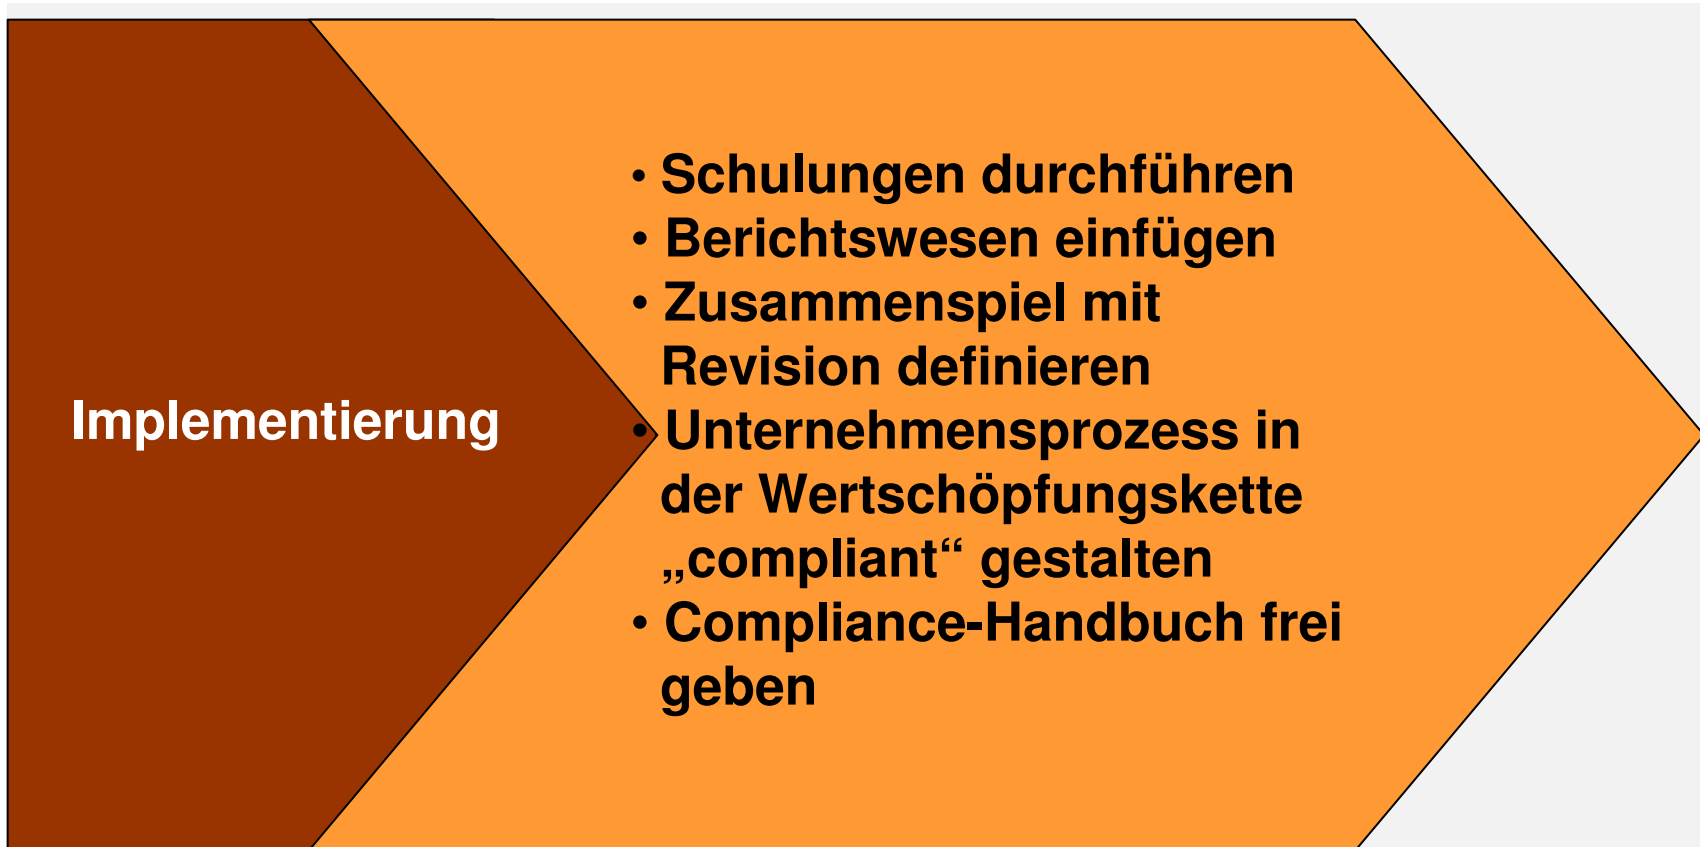 Implementierung
• Schulungen durchführen
• Berichtswesen einfügen
• Zusammenspiel mit
Revision definieren
• Unternehmensprozess in
der Wertschöpfungskette
„compliant“ gestalten
• Compliance-Handbuch frei
geben